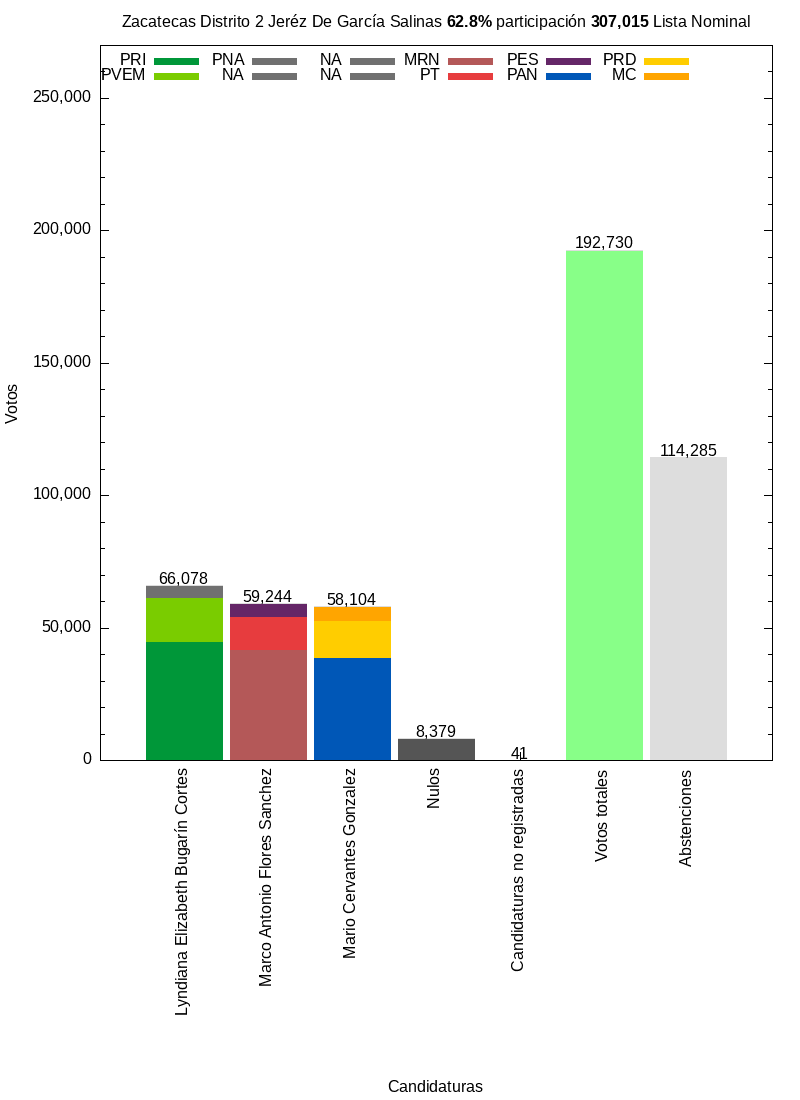 Zacatecas Distrito 2 Jeréz De García Salinas 62.8% participación 307,015 Lista Nominal
PRI PNA NA MRN PES PRD
PVEM NA NA PT PAN MC
250,000
200,000
150,000
100,000
50,000
0
Votos
66,078
59,244
58,104
8,379
41
192,730
114,285
Lyndiana Elizabeth Bugarín Cortes
Marco Antonio Flores Sanchez
Mario Cervantes Gonzalez
Nulos
Candidaturas no registradas
Votos totales
Abstenciones
Candidaturas